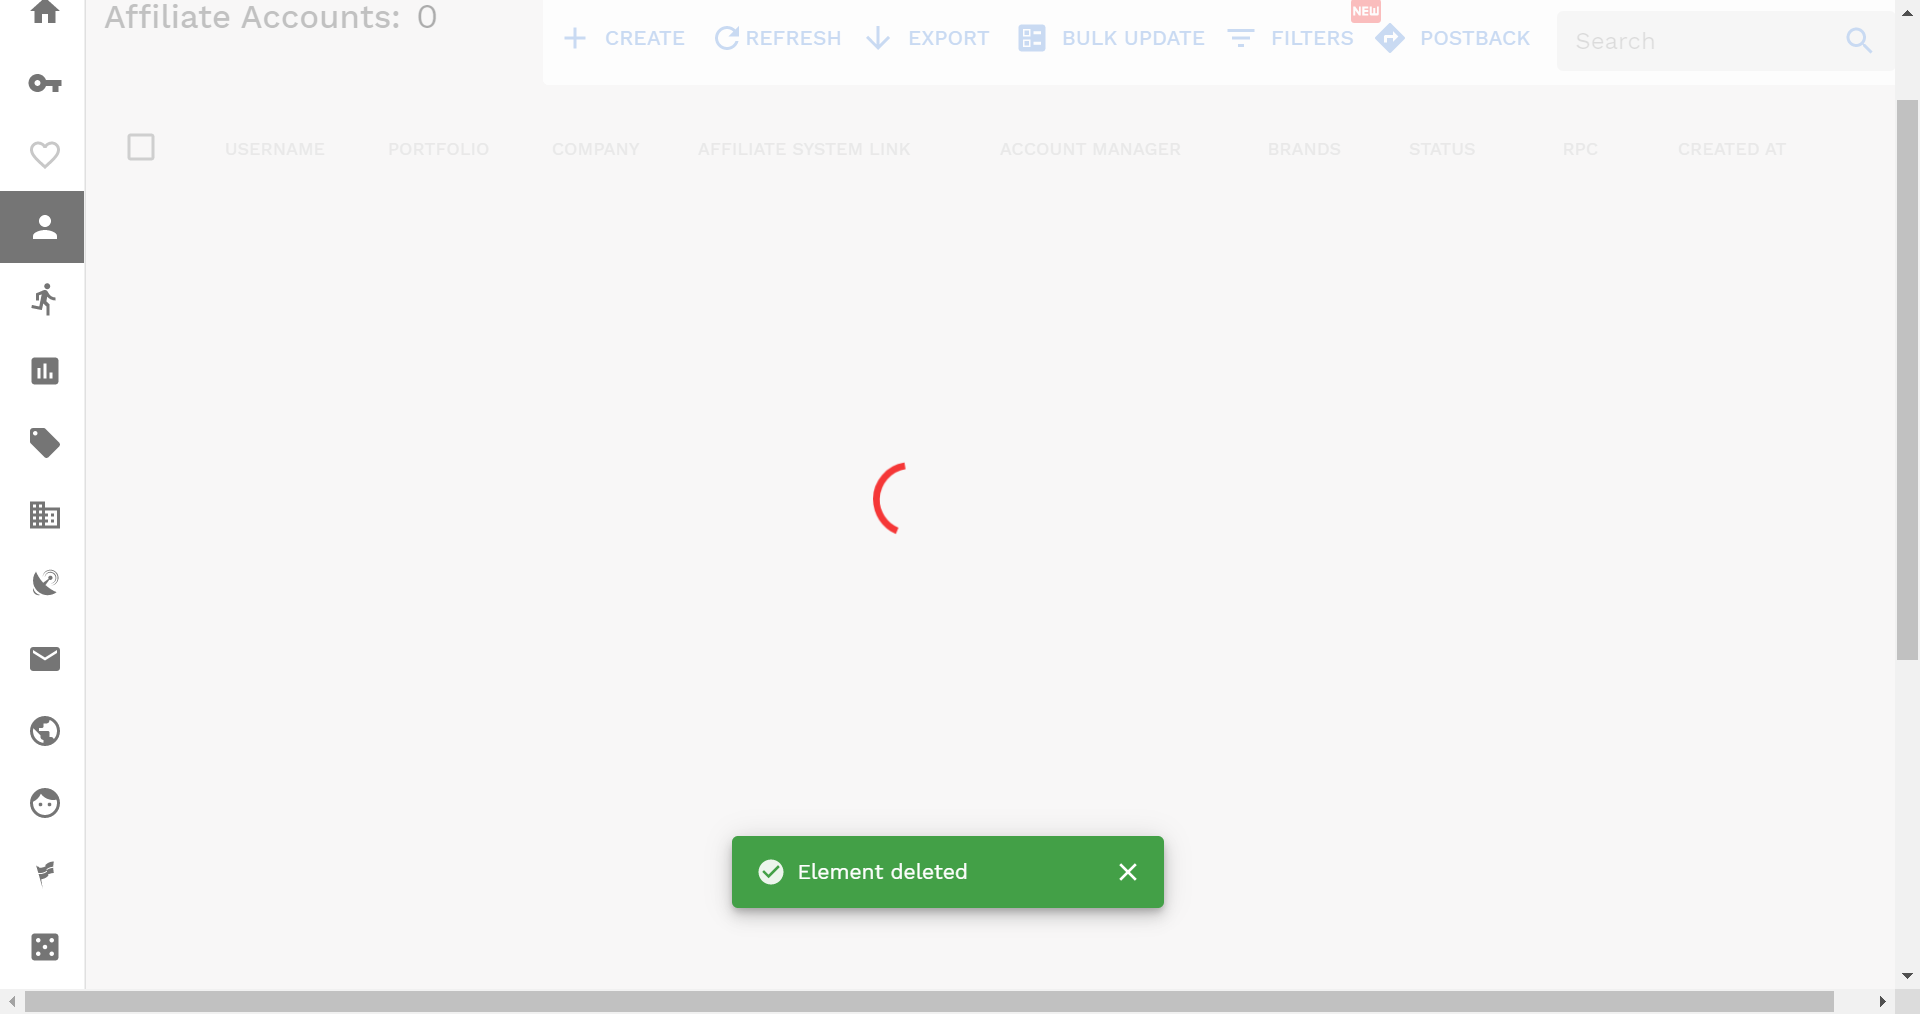 Affiliate Accounts: 0
NEW
CREATE REFRESH EXPORT BULK UPDATE FILTERS POSTBACK Search
USERNAME PORTFOLIO COMPANY AFFILIATE SYSTEM LINK ACCOUNT MANAGER BRANDS STATUS RPC CREATED AT
Element deleted